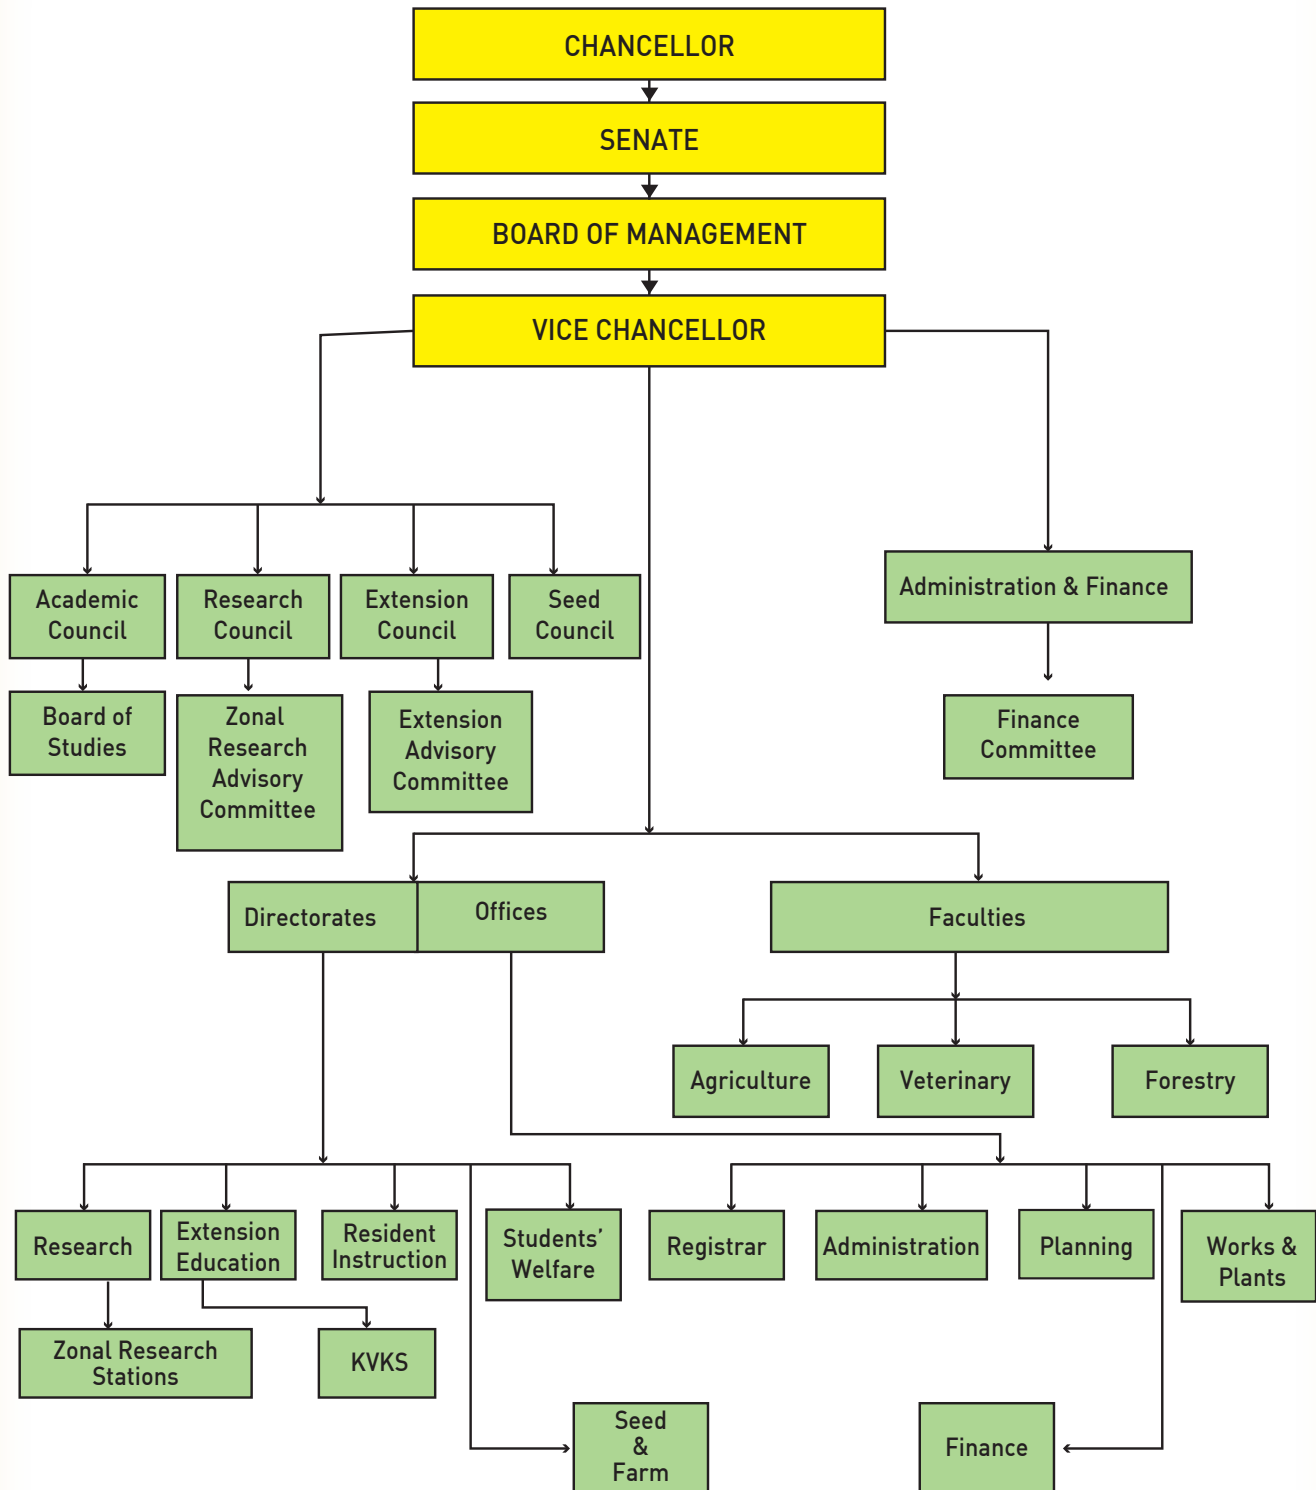 CHANCELLOR
SENATE
BOARD OF MANAGEMENT
VICE CHANCELLOR
Academic
Council
Research
Council
Extension
Council
Seed
Council
Administration & Finance
Board of
Studies
Zonal
Research
Advisory
Committee
Extension
Advisory
Committee
Finance
Committee
Directorates
Offices
Faculties
Agriculture
Veterinary
Forestry
Research
Extension
Education
Resident
Instruction
Students’
Welfare
Registrar
Administration
Planning
Works &
Plants
Zonal Research
Stations
KVKS
Seed
&
Farm
Finance